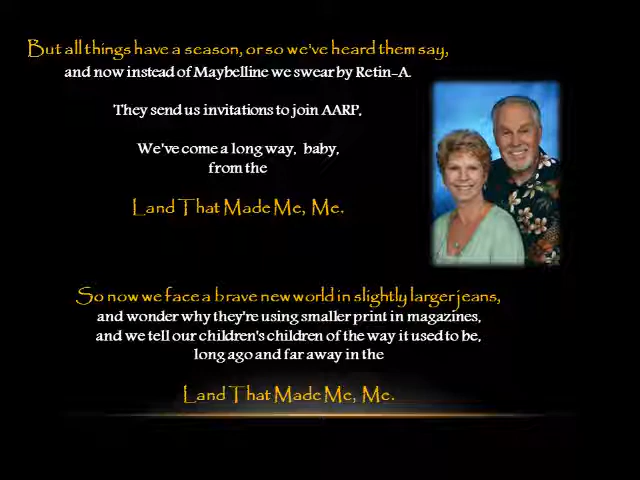 But all things have a season, or so we've heard them say,
and now instead of Maybelline we swear by Retin-A.
They send us invitations to join AARP,
We've come a long way, baby,
from the
Land That Made Me, Me.
So now we face a brave new world in slightly larger jeans,
and wonder why they're using smaller print in magazines,
and we tell our children's children of the way it used to be,
long ago and far away in the
Land That Made Me, Me.